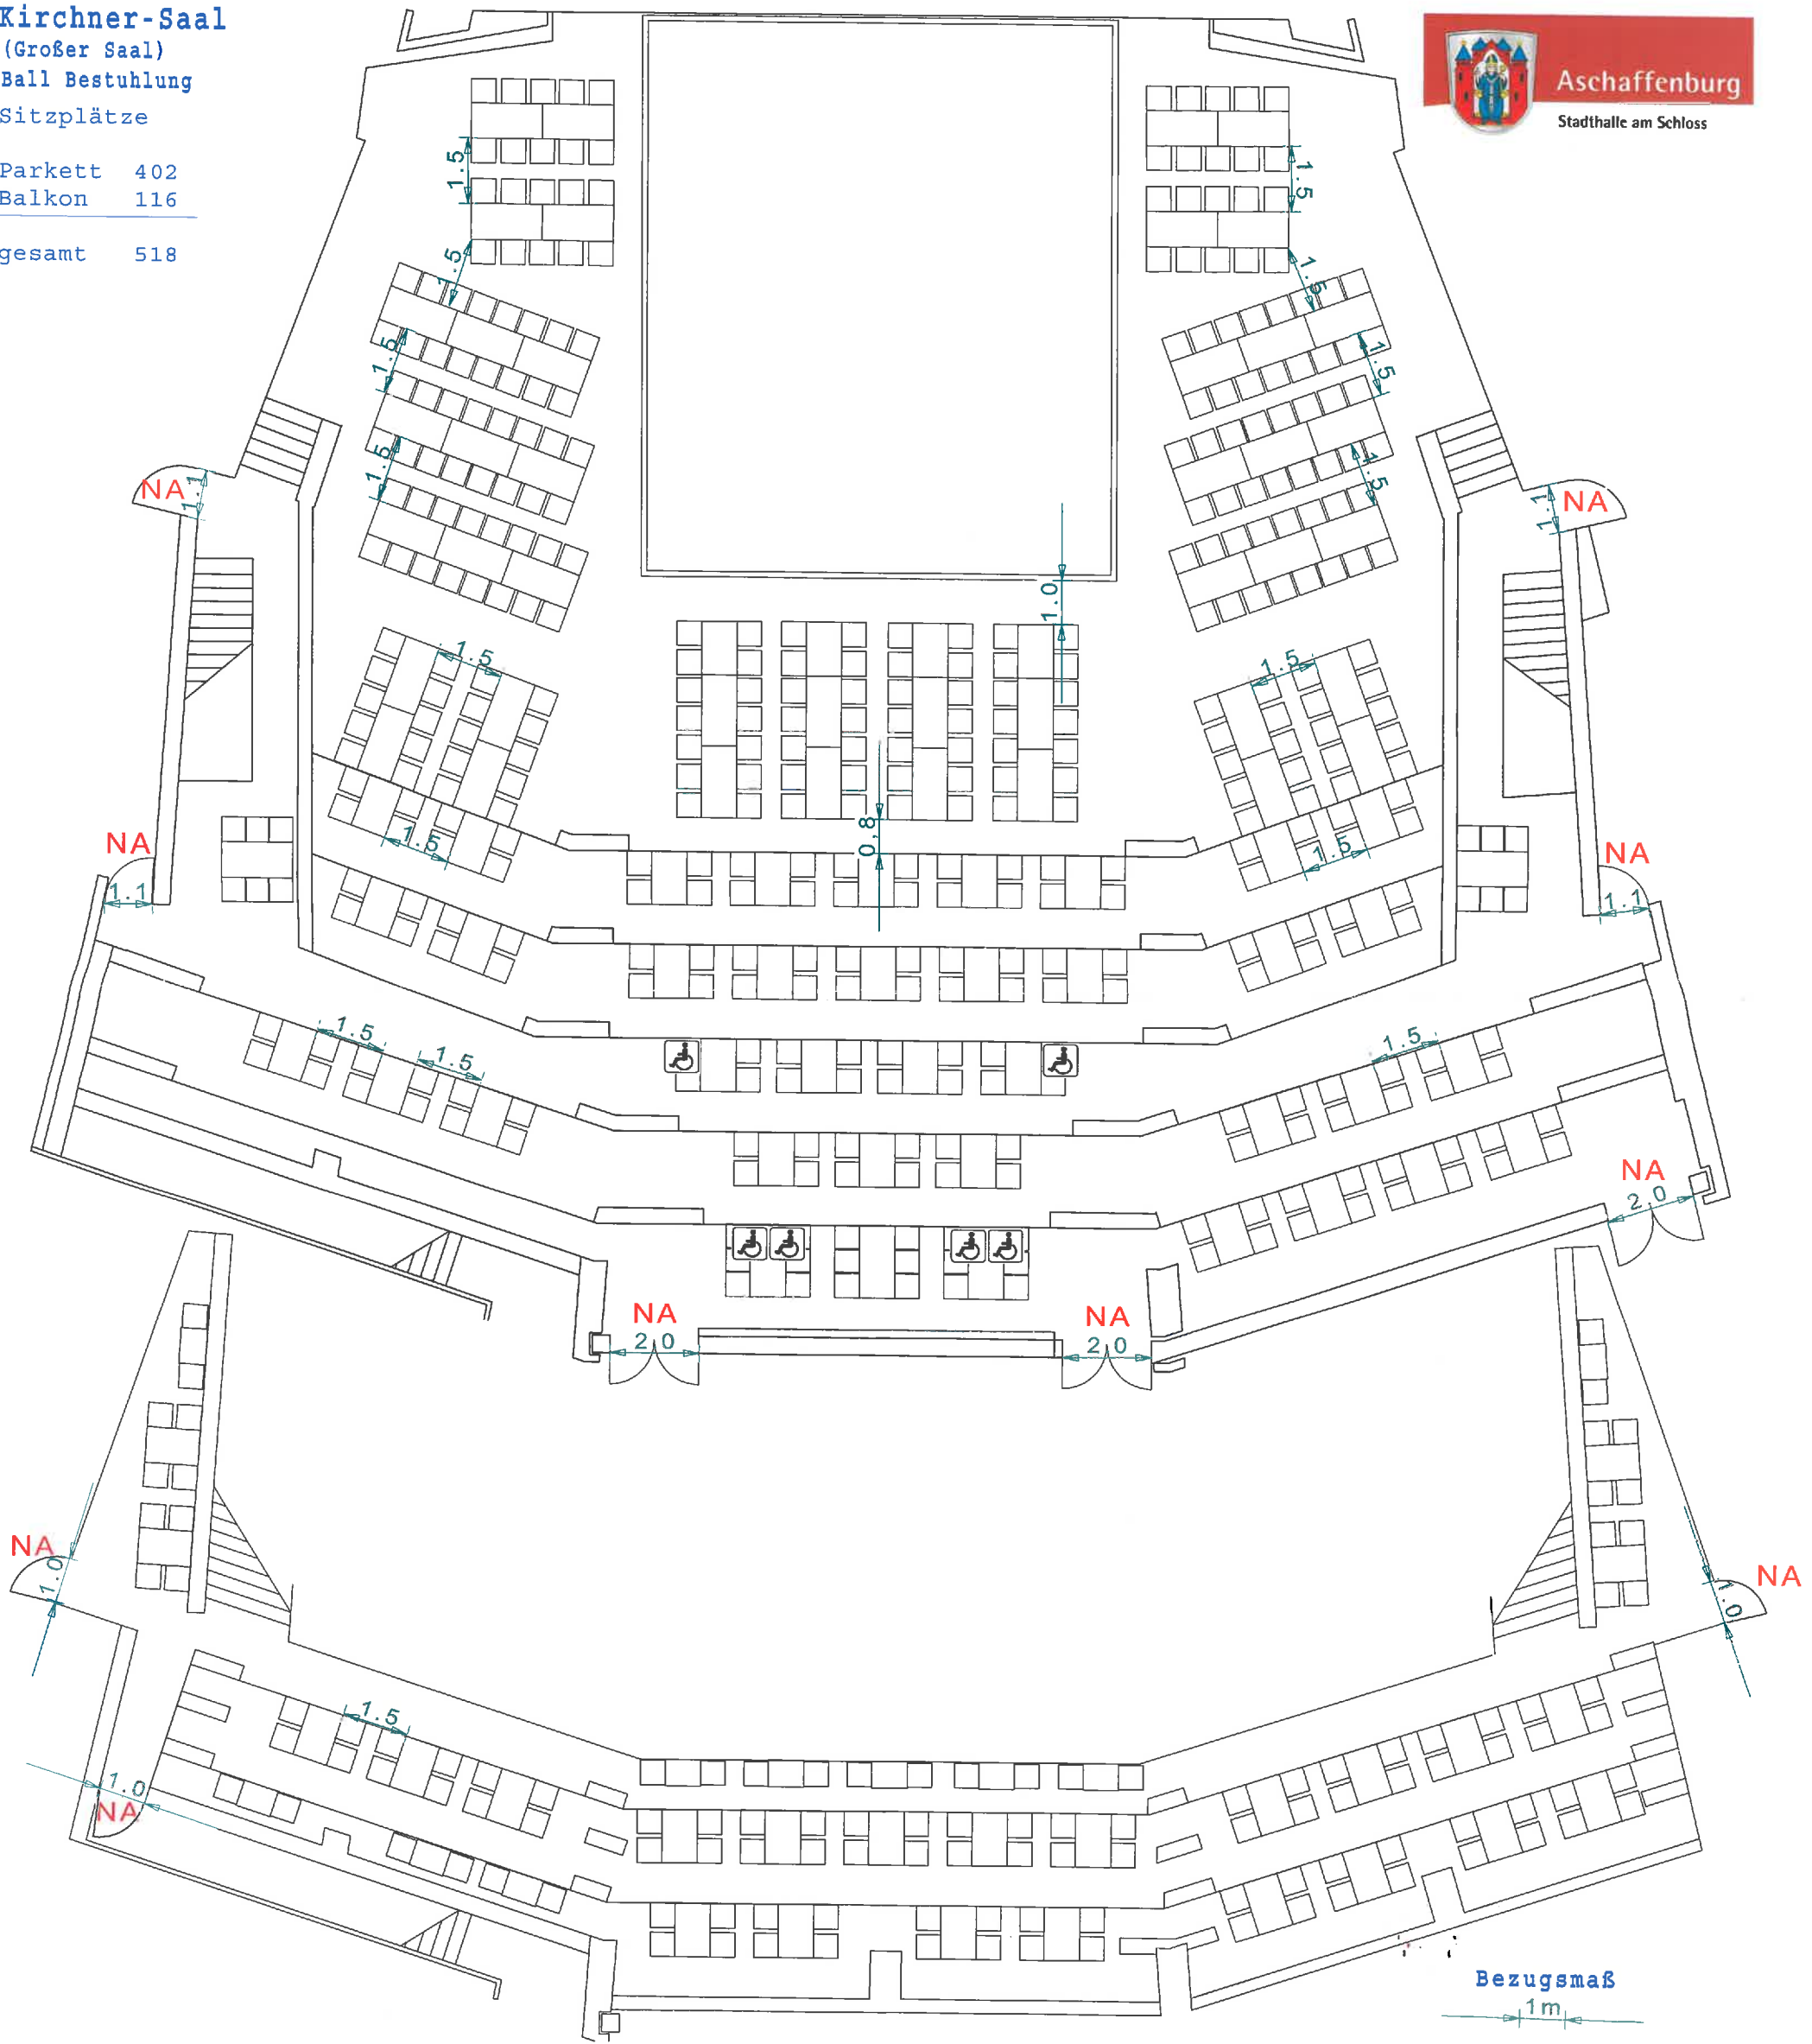 Kirchner-Saal
(Großer Saal)
Ball Bestuhlung
Sitzplätze
Parkett 402
Balkon 116
gesamt 518
Aschaffenburg
Stadthalle am Schloss
1.5
1.5
1.5
1.5
1.5
1.5
1.5
1.5
NA
1.1
1.1
NA
1.0
1.5
1.5
0,8
NA
1.5
1.5
NA
1.1
1.1
1.5
1.5
1.5
NA
2,0
NA
2 0
NA
2 0
NA
1.0
NA
1.0
1.5
1.0
NA
Bezugsmaß
1m